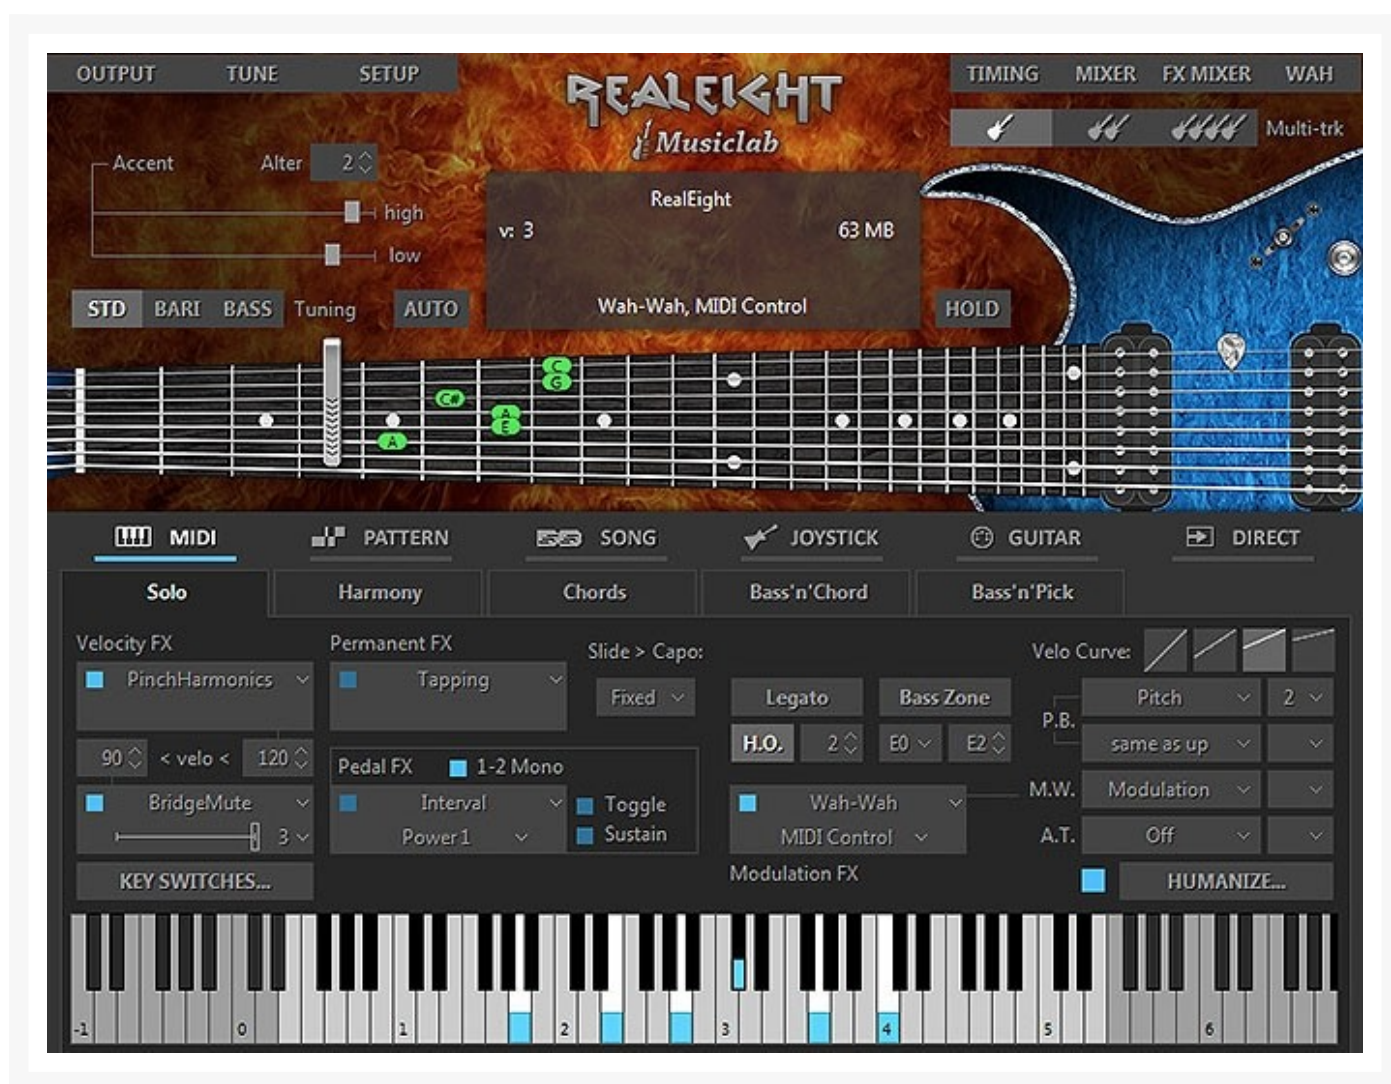 OUTPUT TUNE SETUP
REALEIGHT
Musiclab
TIMING MIXER FX MIXER WAH
Multi-trk
Accent Alter 2
high
low
RealEight
v: 3 63 MB
Wah-Wah, MIDI Control
STD BARI BASS Tuning AUTO
HOLD
C
G
C#
A
E
A
MIDI PATTERN SONG JOYSTICK GUITAR DIRECT
Solo Harmony Chords Bass'n'Chord Bass'n'Pick
Velocity FX Permanent FX Slide > Capo: Velo Curve:
PinchHarmonics Tapping Fixed Legato Bass Zone P.B. Pitch 2
90 < velo < 120 H.O. 2 E0 E2 same as up
Pedal FX 1-2 Mono
BridgeMute Interval Toggle Wah-Wah M.W. Modulation
3 Power1 Sustain MIDI Control A.T. Off
KEY SWITCHES... Modulation FX HUMANIZE...
-1 0 1 2 3 4 5 6